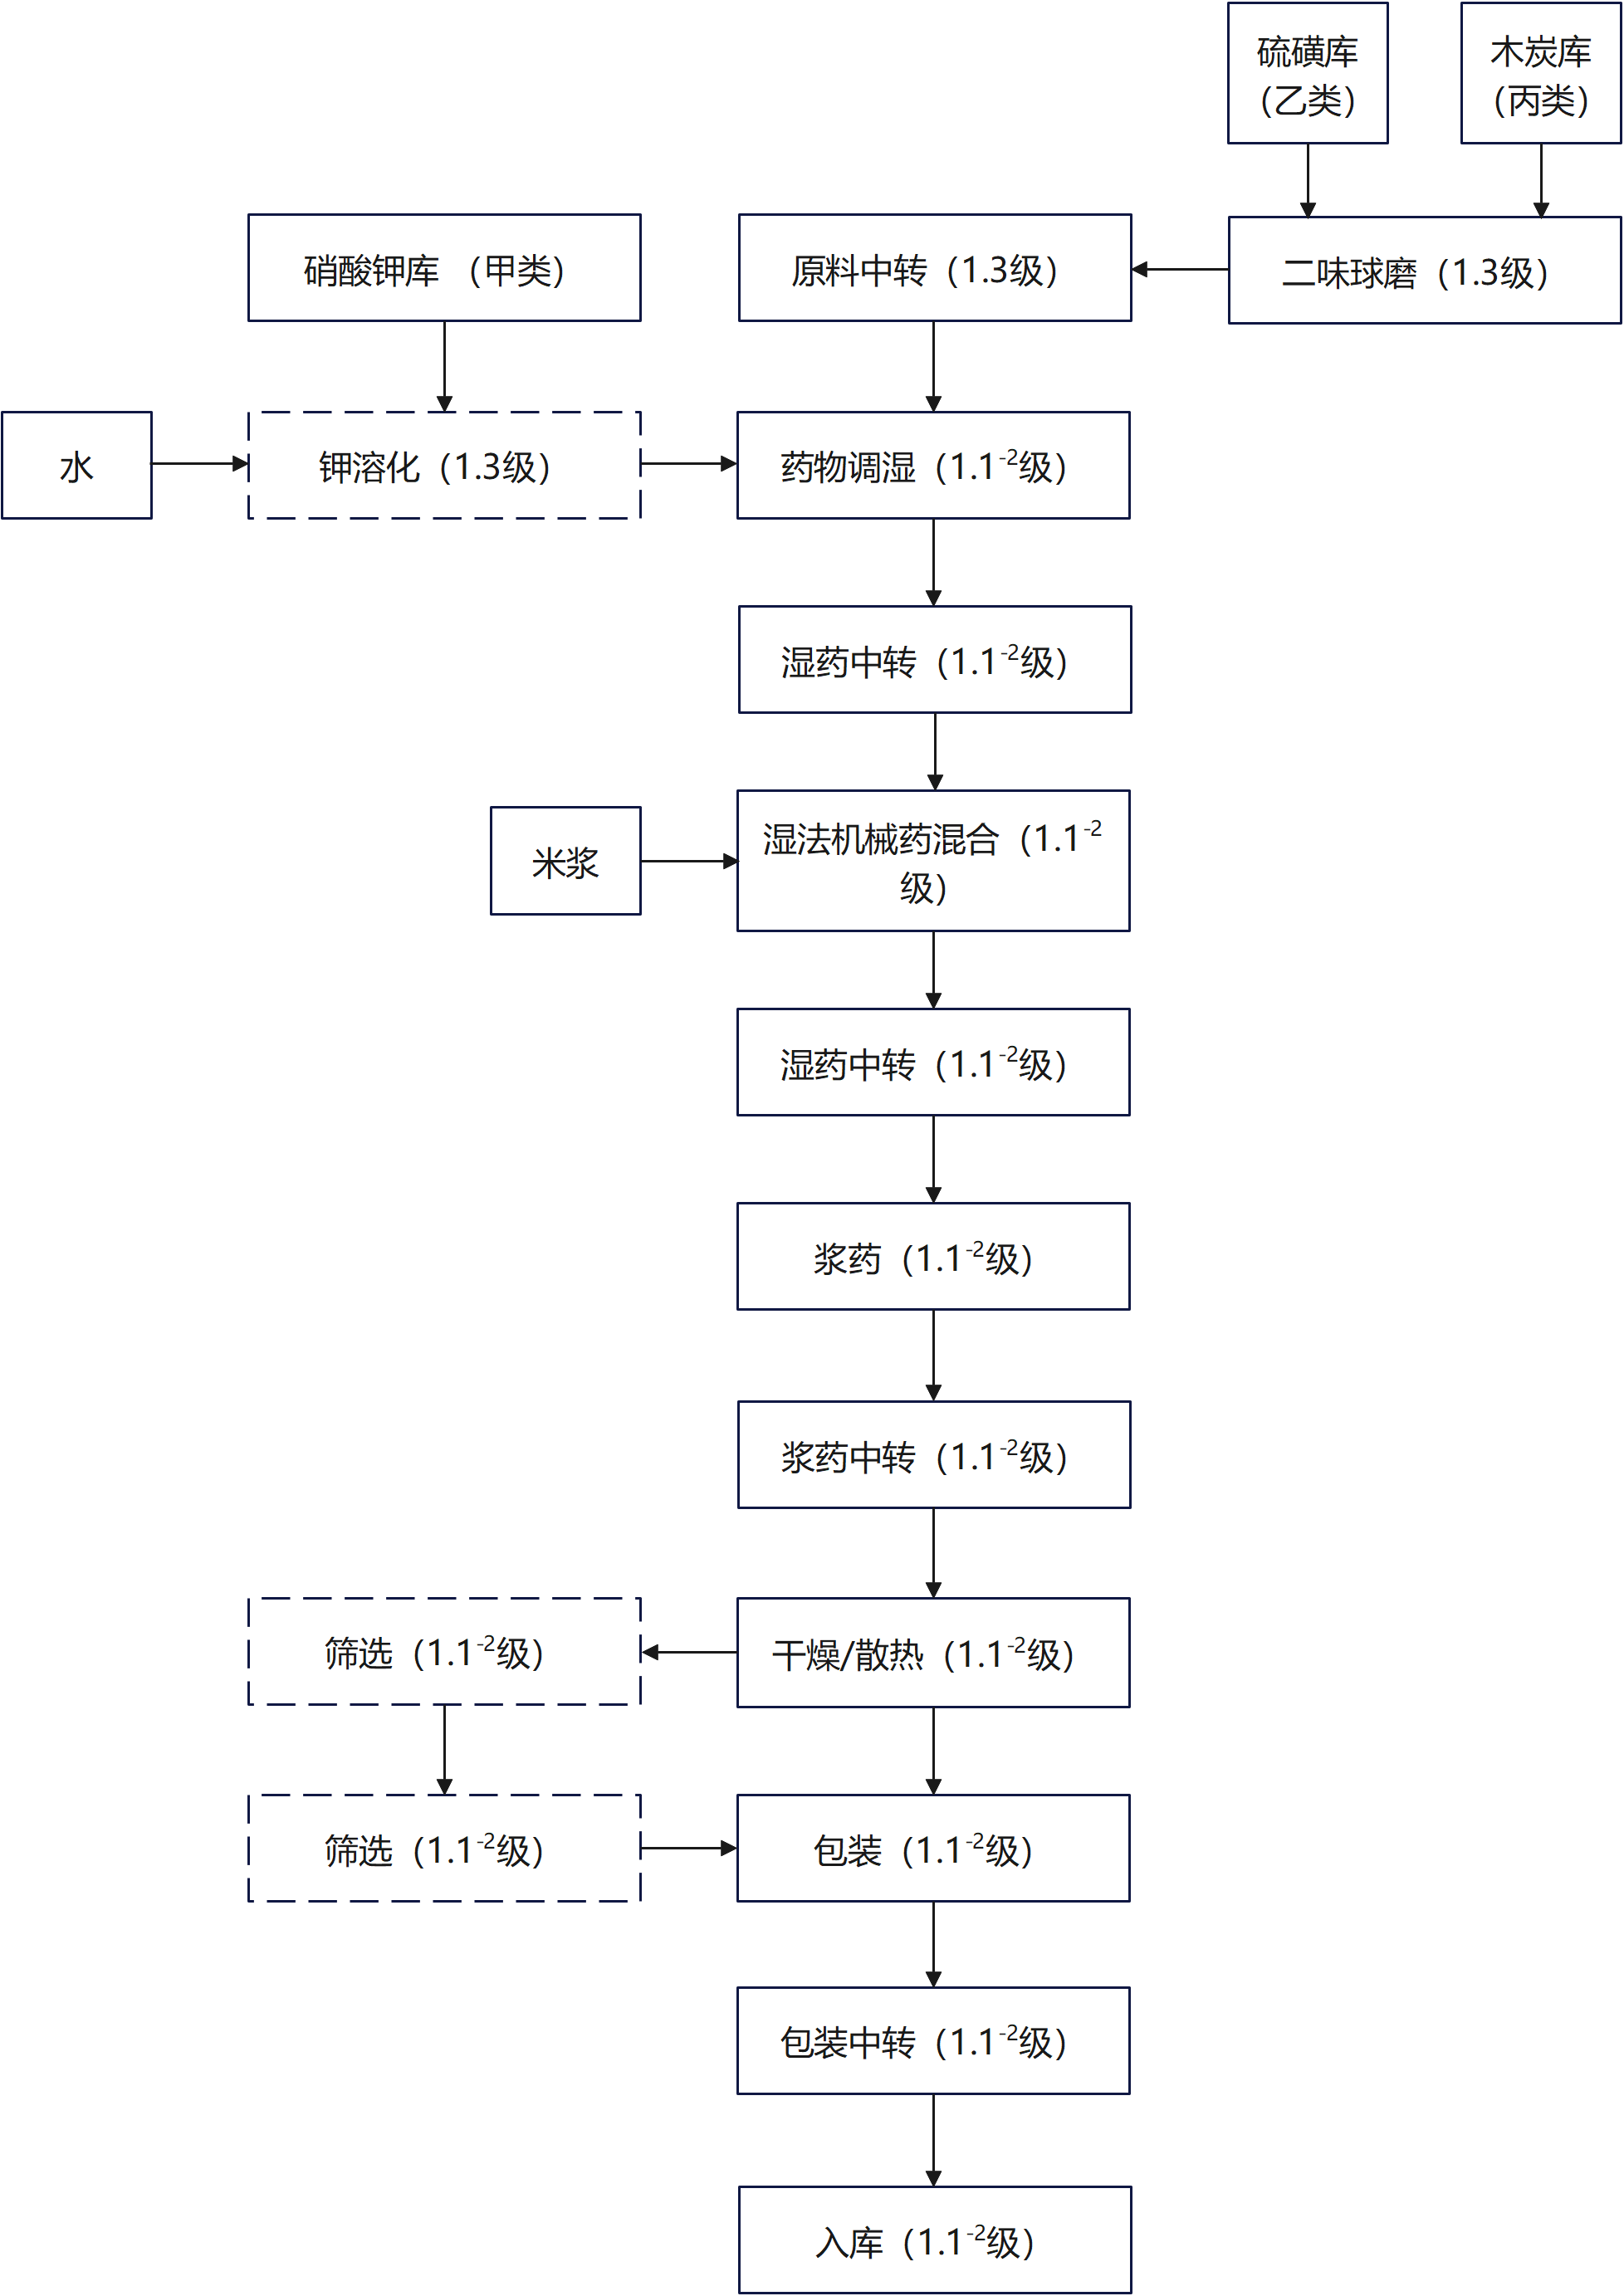 硫磺库
（乙类）
木炭库
（丙类）
硝酸钾库 （甲类）
原料中转（1.3级）
二味球磨（1.3级）
水
钾溶化（1.3级）
药物调湿（1.1⁻²级）
湿药中转（1.1⁻²级）
米浆
湿法机械药混合（1.1⁻²
级）
湿药中转（1.1⁻²级）
浆药（1.1⁻²级）
浆药中转（1.1⁻²级）
筛选（1.1⁻²级）
干燥/散热（1.1⁻²级）
筛选（1.1⁻²级）
包装（1.1⁻²级）
包装中转（1.1⁻²级）
入库（1.1⁻²级）